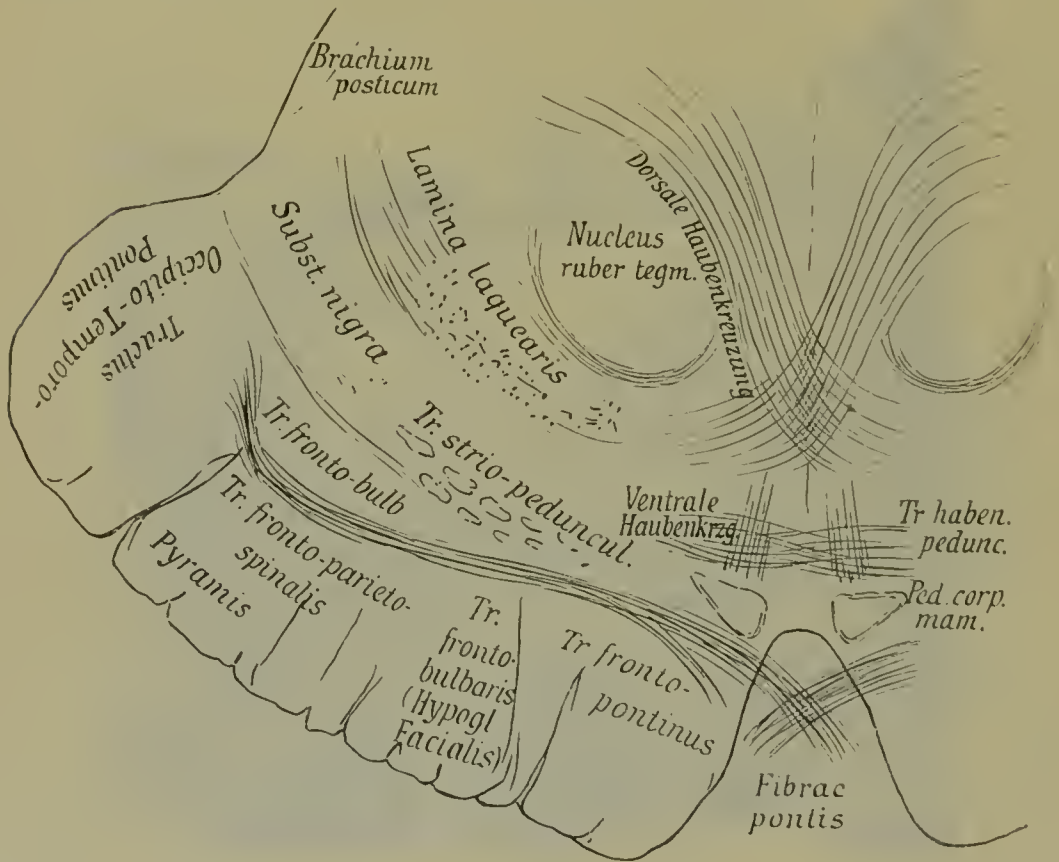 Brachium
posticum
Lamina laquearis
Dorsale Haubenkreuzung
Nucleus
ruber tegm.
Subst. nigra
Tractus
Occipito-Temporo-
Pontinus
Tr. strio-peduncul.
Tr fronto-bulb
Ventrale
Haubenkrzg.
Tr haben.
pedunc.
Ped. corp.
mam.
Tr. fronto-parieto-
spinalis
Pyramis
Tr.
fronto-
bulbaris
(Hypogl
Facialis)
Tr fronto-
pontinus
Fibrae
pontis